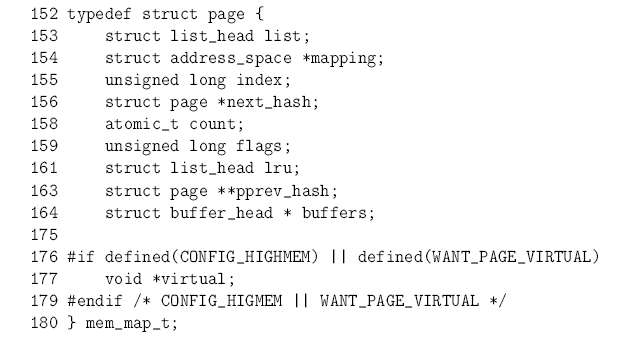 152 typedef struct page {
153     struct list_head list;
154     struct address_space *mapping;
155     unsigned long index;
156     struct page *next_hash;
158     atomic_t count;
159     unsigned long flags;
161     struct list_head lru;
163     struct page **pprev_hash;
164     struct buffer_head * buffers;
175
176 #if defined(CONFIG_HIGHMEM) || defined(WANT_PAGE_VIRTUAL)
177     void *virtual;
179 #endif /* CONFIG_HIGMEM || WANT_PAGE_VIRTUAL */
180 } mem_map_t;